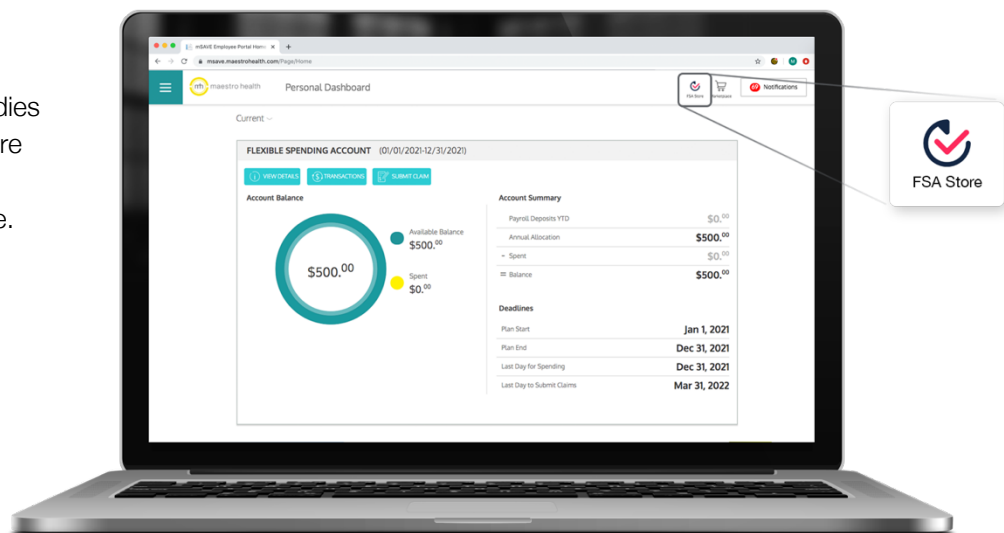 mSAVE Employee Portal Home
msave.maestrohealth.com/Page/Home
mh maestro health
Personal Dashboard
FSA Store
69 Notifications
dies
re
e.
Current
FLEXIBLE SPENDING ACCOUNT (01/01/2021-12/31/2021)
VIEW DETAILS
TRANSACTIONS
SUBMIT CLAIM
Account Balance
$500.00
Available Balance
$500.00
Spent
$0.00
Account Summary
Payroll Deposits YTD $0.00
Annual Allocation $500.00
- Spent $0.00
= Balance $500.00
Deadlines
Plan Start Jan 1, 2021
Plan End Dec 31, 2021
Last Day for Spending Dec 31, 2021
Last Day to Submit Claims Mar 31, 2022
FSA Store